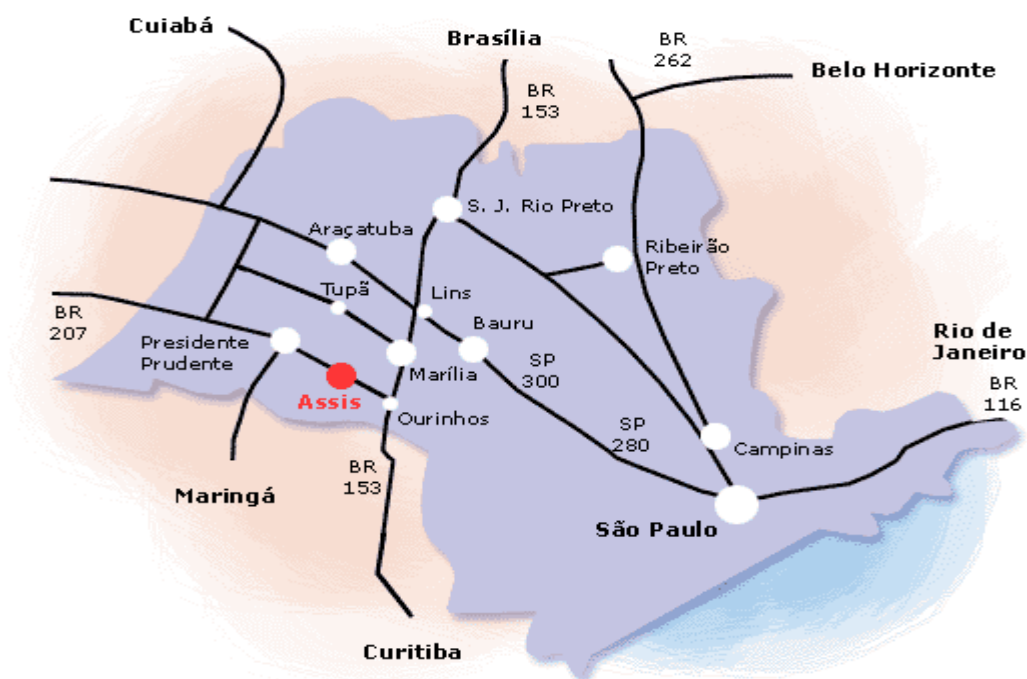 Cuiabá
Brasília
BR
262
Belo Horizonte
BR
153
S. J. Rio Preto
Araçatuba
Ribeirão
Preto
Tupã
Lins
BR
207
Bauru
Rio de
Janeiro
Presidente
Prudente
SP
300
Marília
BR
116
Assis
Ourinhos
SP
280
Campinas
BR
153
Maringá
São Paulo
Curitiba